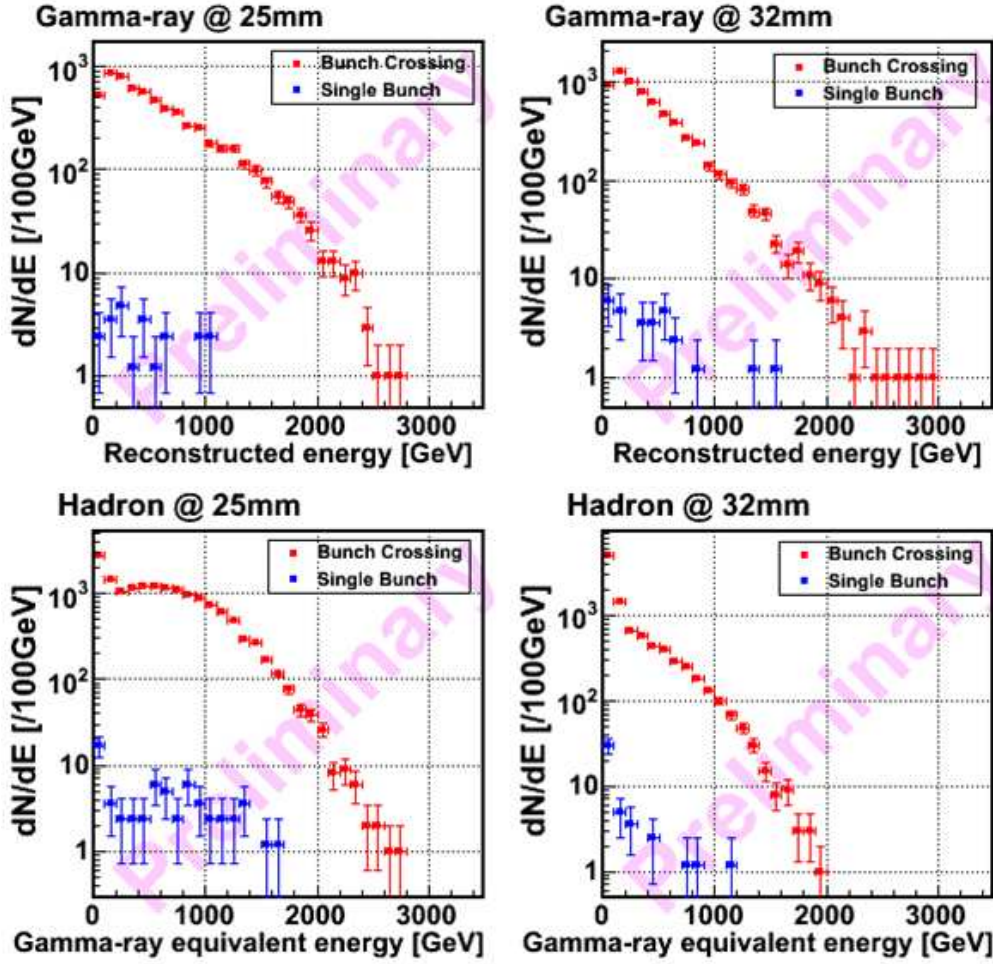 Gamma-ray @ 25mm
dN/dE [/100GeV]
10³
10²
10
1
Bunch Crossing
Single Bunch
Preliminary
0 1000 2000 3000
Reconstructed energy [GeV]
Gamma-ray @ 32mm
dN/dE [/100GeV]
10³
10²
10
1
Bunch Crossing
Single Bunch
Preliminary
0 1000 2000 3000
Reconstructed energy [GeV]
Hadron @ 25mm
dN/dE [/100GeV]
10³
10²
10
1
Bunch Crossing
Single Bunch
Preliminary
0 1000 2000 3000
Gamma-ray equivalent energy [GeV]
Hadron @ 32mm
dN/dE [/100GeV]
10³
10²
10
1
Bunch Crossing
Single Bunch
Preliminary
0 1000 2000 3000
Gamma-ray equivalent energy [GeV]